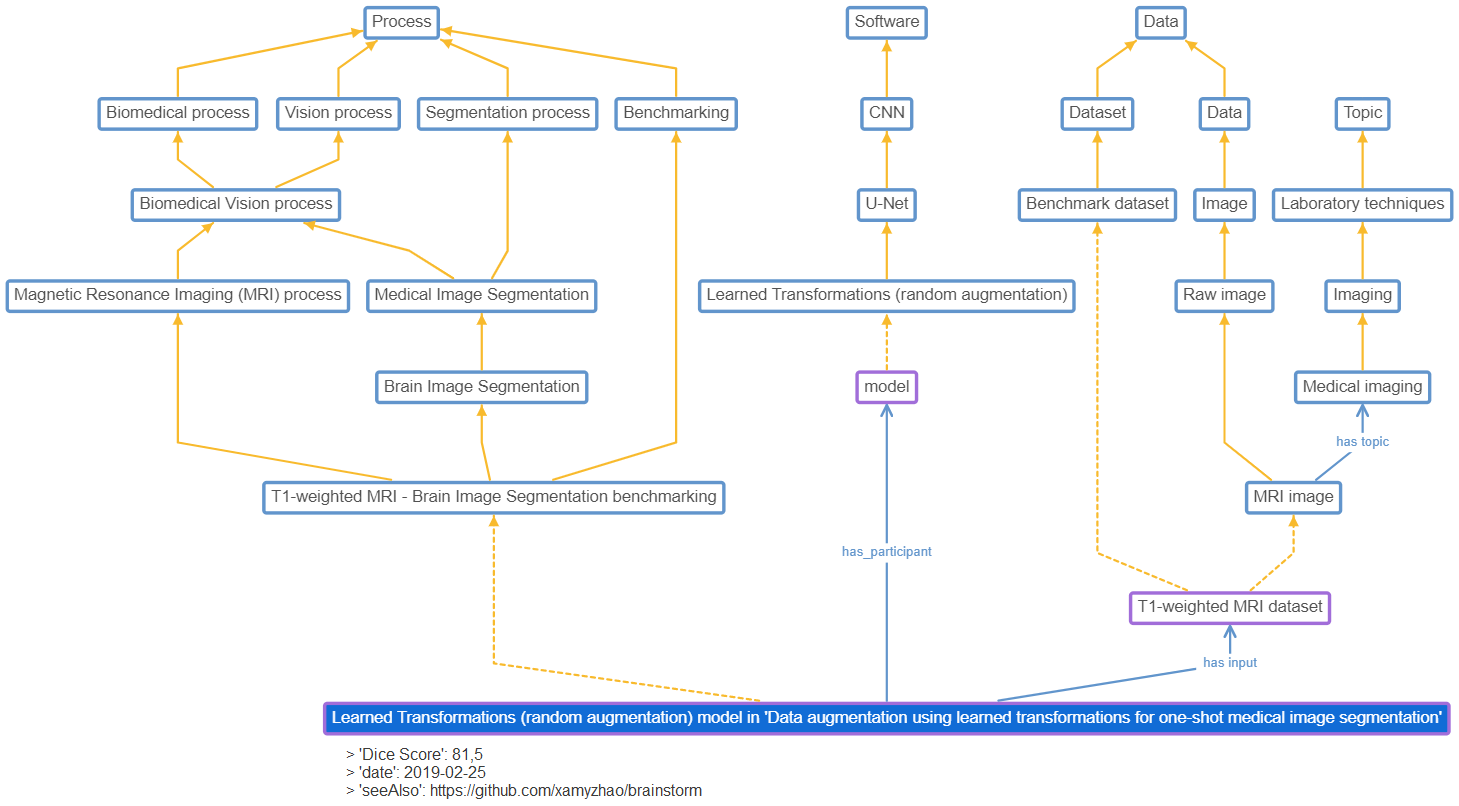 Process
Software
Data
Biomedical process
Vision process
Segmentation process
Benchmarking
CNN
Dataset
Data
Topic
Biomedical Vision process
U-Net
Benchmark dataset
Image
Laboratory techniques
Magnetic Resonance Imaging (MRI) process
Medical Image Segmentation
Learned Transformations (random augmentation)
Raw image
Imaging
Brain Image Segmentation
model
Medical imaging
has topic
T1-weighted MRI - Brain Image Segmentation benchmarking
MRI image
has_participant
T1-weighted MRI dataset
has input
Learned Transformations (random augmentation) model in 'Data augmentation using learned transformations for one-shot medical image segmentation'
> 'Dice Score': 81,5
> 'date': 2019-02-25
> 'seeAlso': https://github.com/xamyzhao/brainstorm